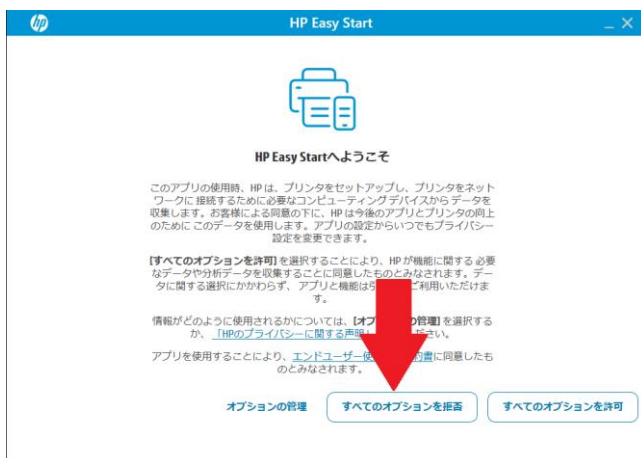 hp
HP Easy Start
HP Easy Startへようこそ
このアプリの使用時、HP は、プリンタをセットアップし、プリンタをネット
ワークに 接続するために必要なコンピューティングデバイスから データを
収集します。お客様による同意の下に、HP は今後のアプリとプリンタの向上
のために このデータを使用します。アプリの設定からいつでもプライバシー
設定を変更できます。
[すべてのオプションを許可] を選択することにより、HP が機能に関する 必要
なデータや分析データを収集することに同意したものとみなされます。デー
タに関する選択にかかわらず、 アプリと機能は引 ご利用いただけま
す。
情報がどのように使用されるかについては、[オプ の管理] を選択する
か、 「HPのプライバシーに関する声明 ださい。
アプリを使用することにより、エンドユーザー使 約書に同意したも
のとみなされます。
オプションの管理
すべてのオプションを拒否
すべてのオプションを許可